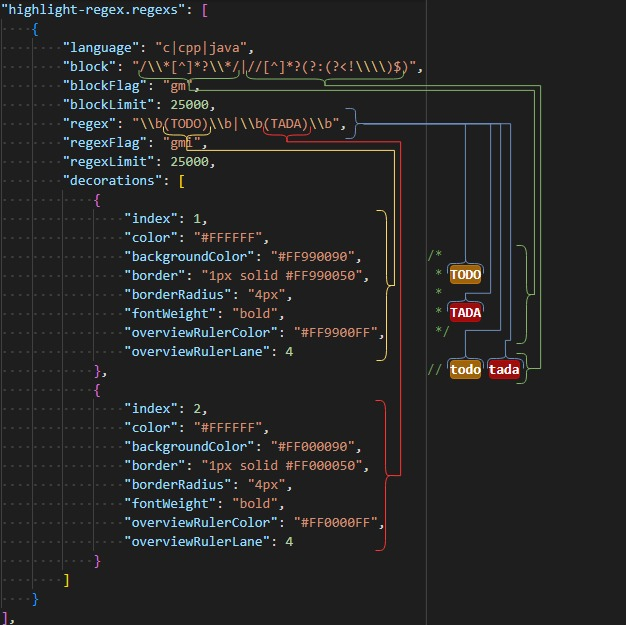 "highlight-regex.regexs": [
{
"language": "c|cpp|java",
"block": "/\\*[^]*?\\*/|//[^]*?(?:(?<!\\\\)$)",
"blockFlag": "gm",
"blockLimit": 25000,
"regex": "\\b(TODO)\\b|\\b(TADA)\\b",
"regexFlag": "gmi",
"regexLimit": 25000,
"decorations": [
{
"index": 1,
"color": "#FFFFFF",
"backgroundColor": "#FF990090",
"border": "1px solid #FF990050",
"borderRadius": "4px",
"fontWeight": "bold",
"overviewRulerColor": "#FF9900FF",
"overviewRulerLane": 4
},
{
"index": 2,
"color": "#FFFFFF",
"backgroundColor": "#FF000090",
"border": "1px solid #FF000050",
"borderRadius": "4px",
"fontWeight": "bold",
"overviewRulerColor": "#FF0000FF",
"overviewRulerLane": 4
}
]
}
],
/*
* TODO
*
* TADA
*/
// todo tada